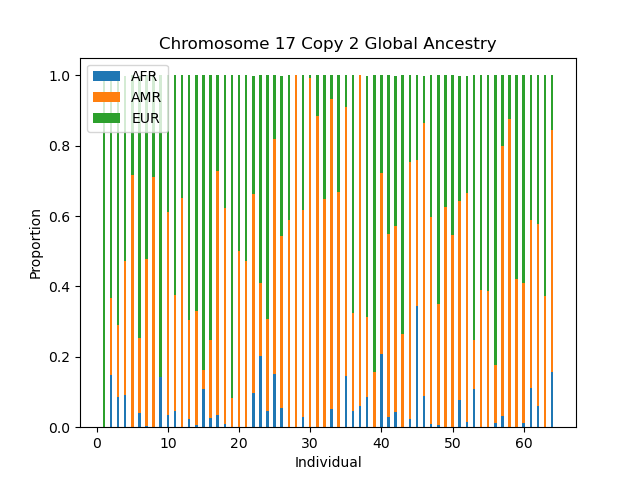 Chromosome 17 Copy 2 Global Ancestry
AFR
AMR
EUR
1.0
0.8
0.6
0.4
0.2
0.0
Proportion
0 10 20 30 40 50 60
Individual